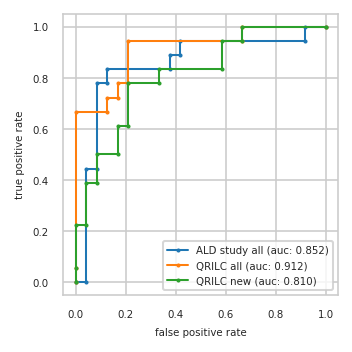 1.0
0.8
0.6
0.4
0.2
0.0
true positive rate
ALD study all (auc: 0.852)
QRILC all (auc: 0.912)
QRILC new (auc: 0.810)
0.0 0.2 0.4 0.6 0.8 1.0
false positive rate